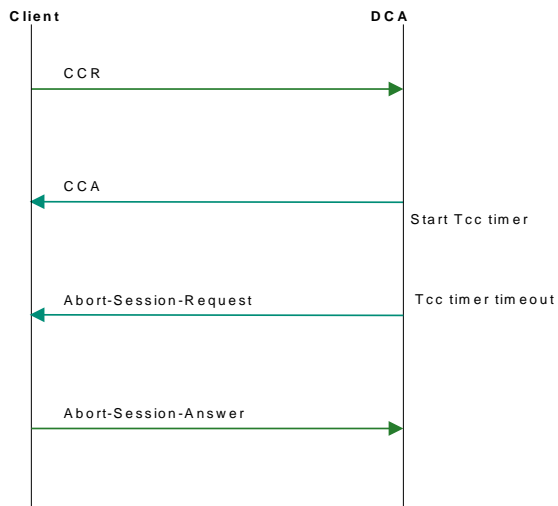 Client
DCA
CCR
CCA
Start Tcc timer
Abort-Session-Request
Tcc timer timeout
Abort-Session-Answer